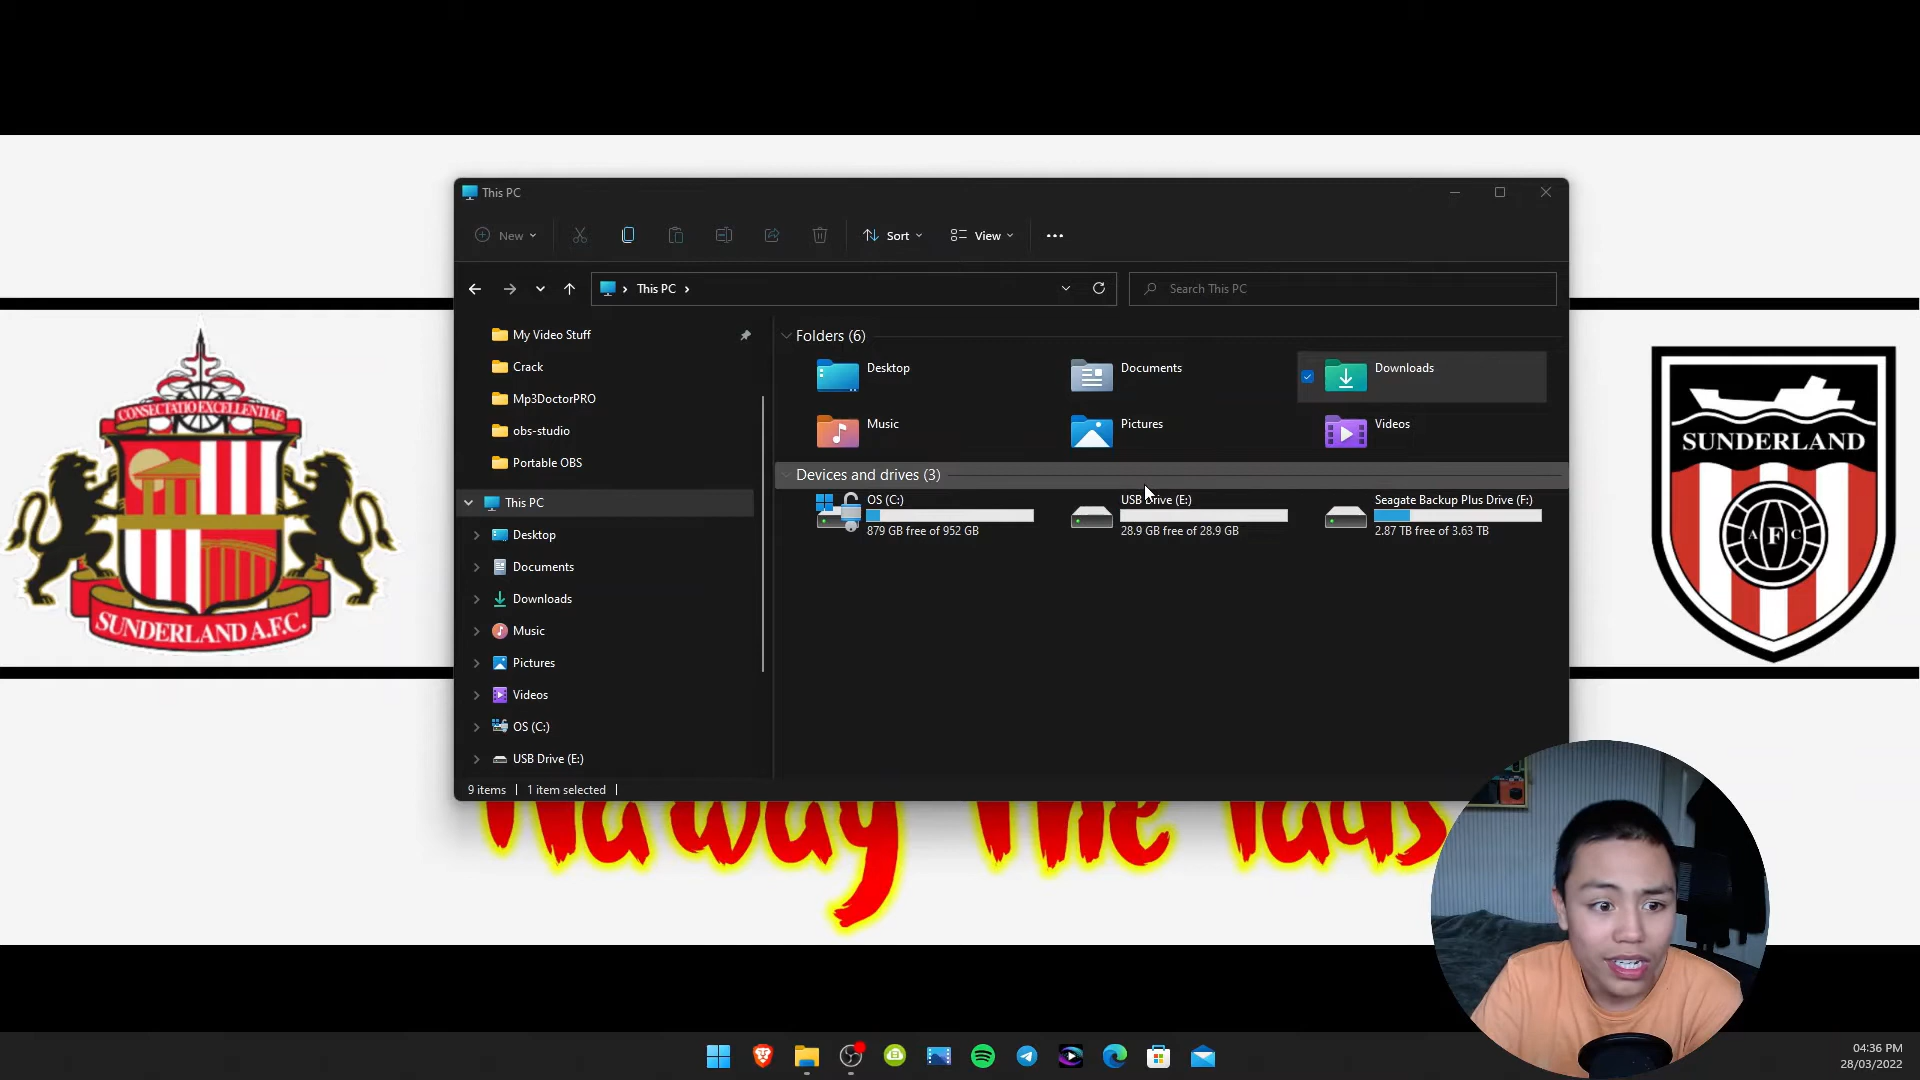 This PC
New
Sort
View
This PC
Search This PC
My Video Stuff
Crack
Mp3DoctorPRO
obs-studio
Portable OBS
This PC
Desktop
Documents
Downloads
Music
Pictures
Videos
OS (C:)
USB Drive (E:)
Folders (6)
Desktop
Documents
Downloads
Music
Pictures
Videos
Devices and drives (3)
OS (C:)
879 GB free of 952 GB
USB Drive (E:)
28.9 GB free of 28.9 GB
Seagate Backup Plus Drive (F:)
2.87 TB free of 3.63 TB
9 items
1 item selected
CONSECTATIO EXCELLENTIAE
SUNDERLAND A.F.C.
SUNDERLAND
A F C
Haway The lads
04:36 PM
28/03/2022